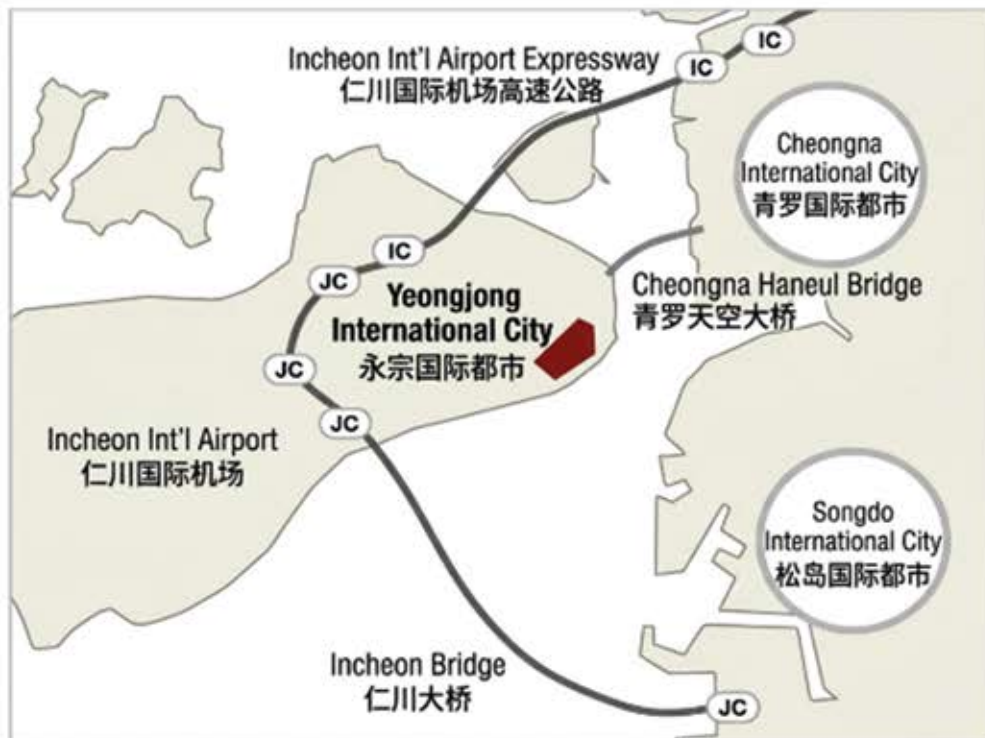 IC
Incheon Int'l Airport Expressway
仁川国际机场高速公路
IC
Cheongna
International City
青罗国际都市
IC
JC
Cheongna Haneul Bridge
青罗天空大桥
Yeongjong
International City
永宗国际都市
JC
JC
Incheon Int'l Airport
仁川国际机场
Songdo
International City
松岛国际都市
Incheon Bridge
仁川大桥
JC